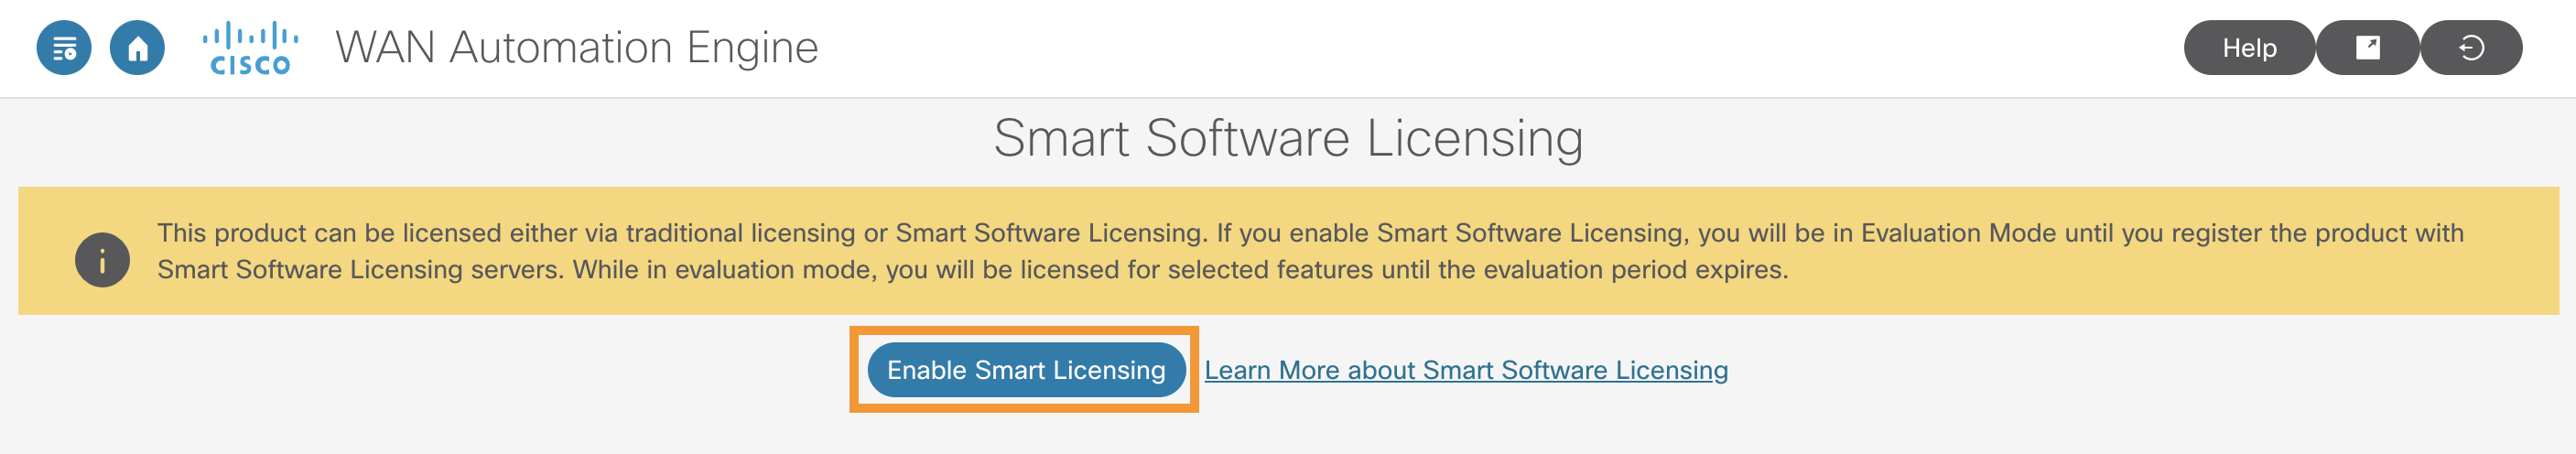 CISCO WAN Automation Engine Help
Smart Software Licensing
This product can be licensed either via traditional licensing or Smart Software Licensing. If you enable Smart Software Licensing, you will be in Evaluation Mode until you register the product with
Smart Software Licensing servers. While in evaluation mode, you will be licensed for selected features until the evaluation period expires.
Enable Smart Licensing Learn More about Smart Software Licensing